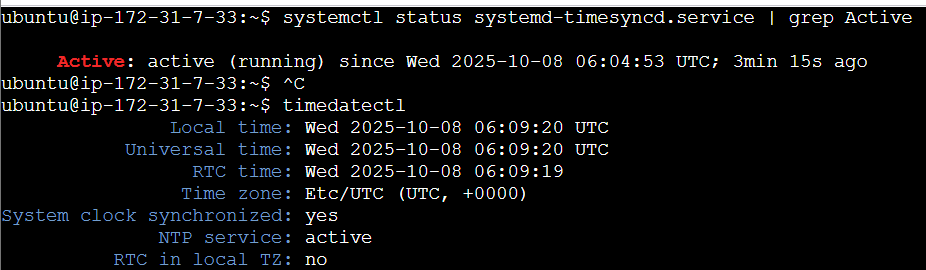 ubuntu@ip-172-31-7-33:~$ systemctl status systemd-timesyncd.service | grep Active
Active: active (running) since Wed 2025-10-08 06:04:53 UTC; 3min 15s ago
ubuntu@ip-172-31-7-33:~$ ^C
ubuntu@ip-172-31-7-33:~$ timedatectl
Local time: Wed 2025-10-08 06:09:20 UTC
Universal time: Wed 2025-10-08 06:09:20 UTC
RTC time: Wed 2025-10-08 06:09:19
Time zone: Etc/UTC (UTC, +0000)
System clock synchronized: yes
NTP service: active
RTC in local TZ: no